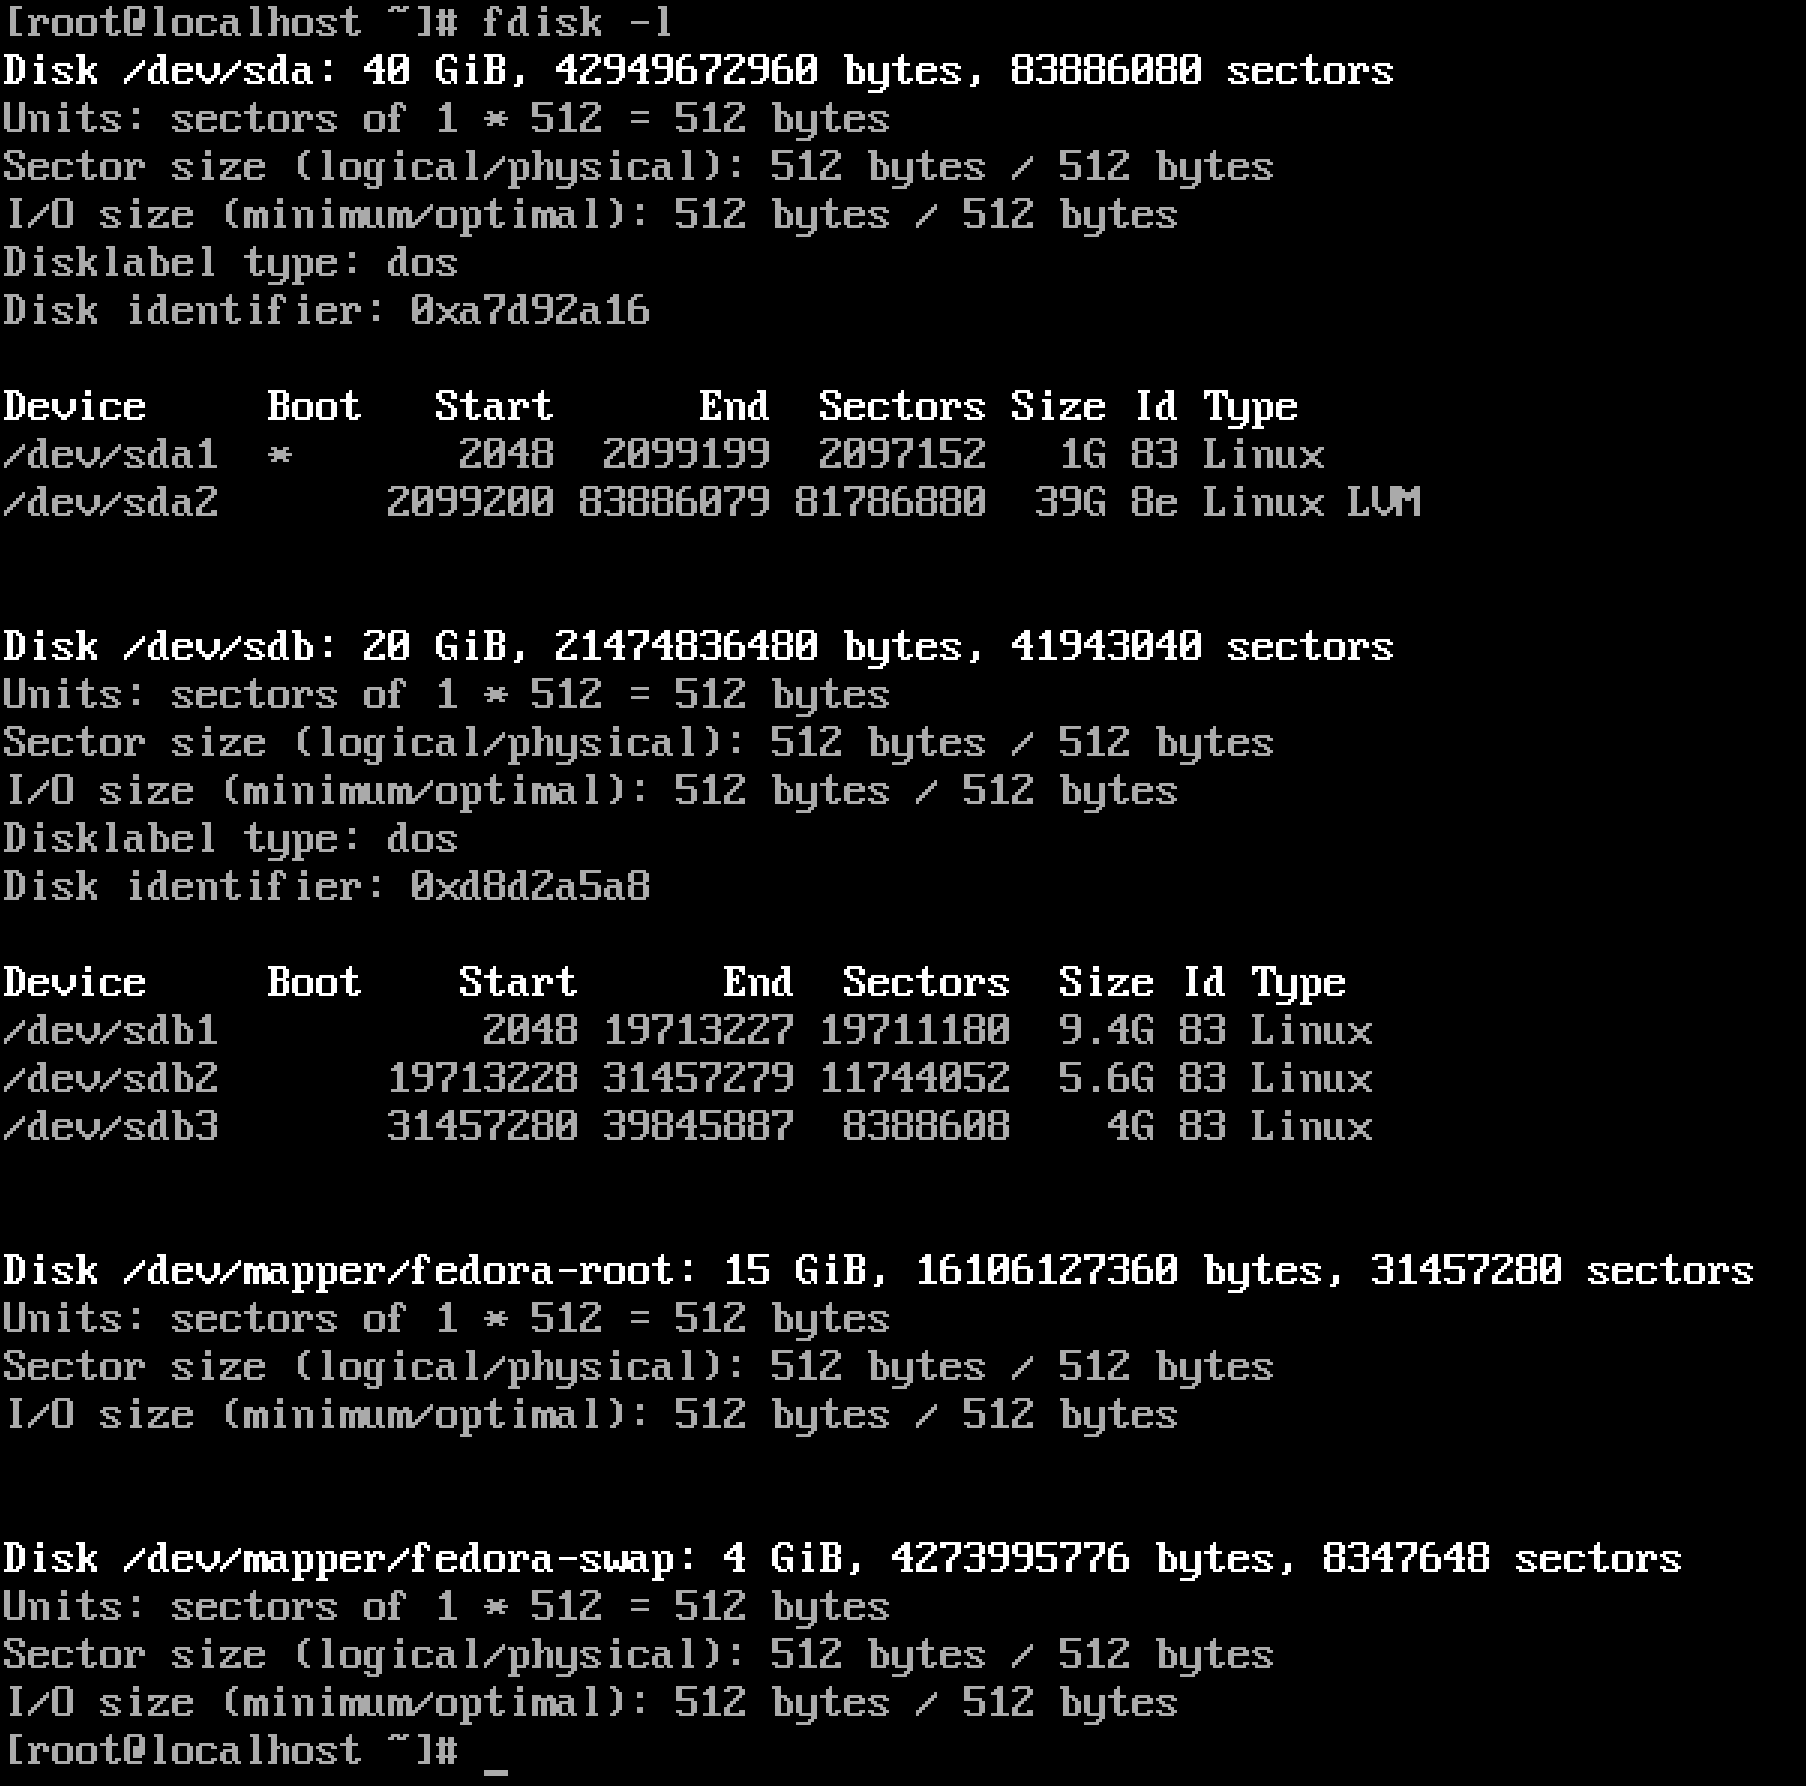 [root@localhost ~]# fdisk -l
Disk /dev/sda: 40 GiB, 42949672960 bytes, 83886080 sectors
Units: sectors of 1 * 512 = 512 bytes
Sector size (logical/physical): 512 bytes / 512 bytes
I/O size (minimum/optimal): 512 bytes / 512 bytes
Disklabel type: dos
Disk identifier: 0xa7d92a16
Device     Boot   Start      End  Sectors Size Id Type
/dev/sda1  *       2048  2099199  2097152   1G 83 Linux
/dev/sda2       2099200 83886079 81786880  39G 8e Linux LVM
Disk /dev/sdb: 20 GiB, 21474836480 bytes, 41943040 sectors
Units: sectors of 1 * 512 = 512 bytes
Sector size (logical/physical): 512 bytes / 512 bytes
I/O size (minimum/optimal): 512 bytes / 512 bytes
Disklabel type: dos
Disk identifier: 0xd8d2a5a8
Device     Boot    Start      End  Sectors  Size Id Type
/dev/sdb1           2048 19713227 19711180  9.4G 83 Linux
/dev/sdb2       19713228 31457279 11744052  5.6G 83 Linux
/dev/sdb3       31457280 39845887  8388608    4G 83 Linux
Disk /dev/mapper/fedora-root: 15 GiB, 16106127360 bytes, 31457280 sectors
Units: sectors of 1 * 512 = 512 bytes
Sector size (logical/physical): 512 bytes / 512 bytes
I/O size (minimum/optimal): 512 bytes / 512 bytes
Disk /dev/mapper/fedora-swap: 4 GiB, 4273995776 bytes, 8347648 sectors
Units: sectors of 1 * 512 = 512 bytes
Sector size (logical/physical): 512 bytes / 512 bytes
I/O size (minimum/optimal): 512 bytes / 512 bytes
[root@localhost ~]# _